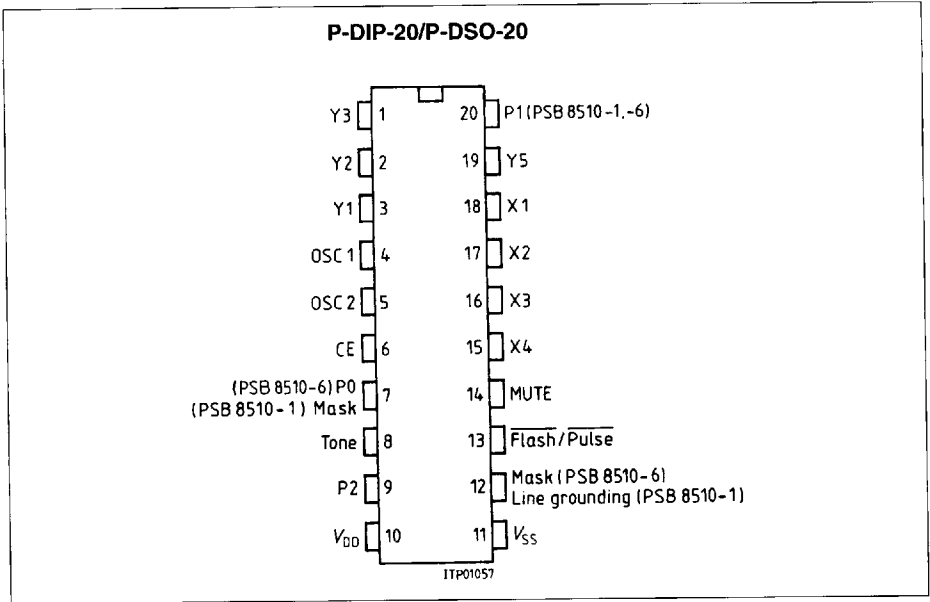 P-DIP-20/P-DSO-20
Y3 1 20 P1(PSB 8510-1,-6)
Y2 2 19 Y5
Y1 3 18 X1
OSC 1 4 17 X2
OSC 2 5 16 X3
CE 6 15 X4
(PSB 8510-6) P0
(PSB 8510-1) Mask 7 14 MUTE
Tone 8 13 Flash/Pulse
P2 9 12 Mask (PSB 8510-6)
Line grounding (PSB 8510-1)
VDD 10 11 VSS
ITP01057